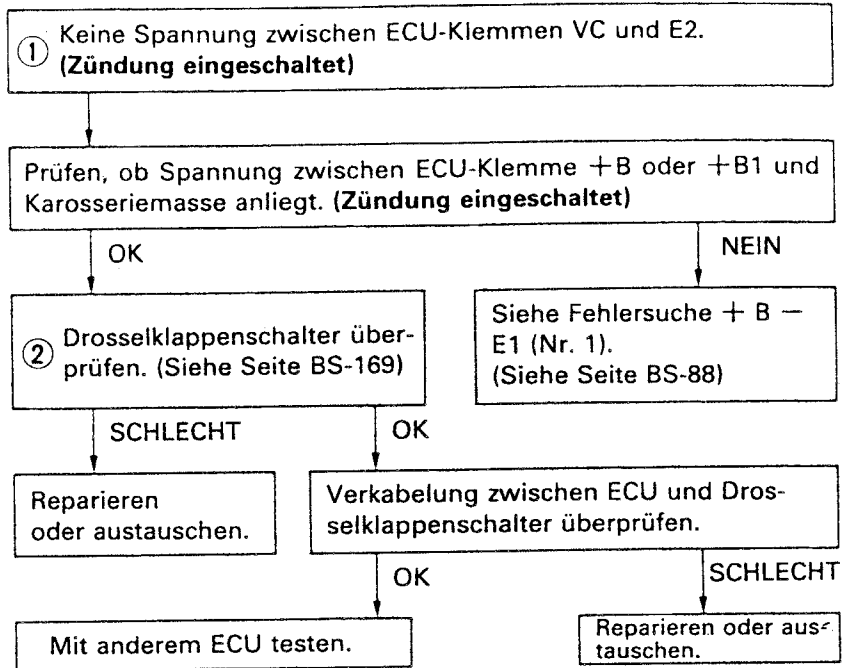 ① Keine Spannung zwischen ECU-Klemmen VC und E2.
(Zündung eingeschaltet)
Prüfen, ob Spannung zwischen ECU-Klemme +B oder +B1 und
Karosseriemasse anliegt. (Zündung eingeschaltet)
OK
NEIN
② Drosselklappenschalter über-
prüfen. (Siehe Seite BS-169)
Siehe Fehlersuche + B —
E1 (Nr. 1).
(Siehe Seite BS-88)
SCHLECHT
OK
Reparieren
oder austauschen.
Verkabelung zwischen ECU und Dros-
selklappenschalter überprüfen.
OK
SCHLECHT
Mit anderem ECU testen.
Reparieren oder aus-
tauschen.